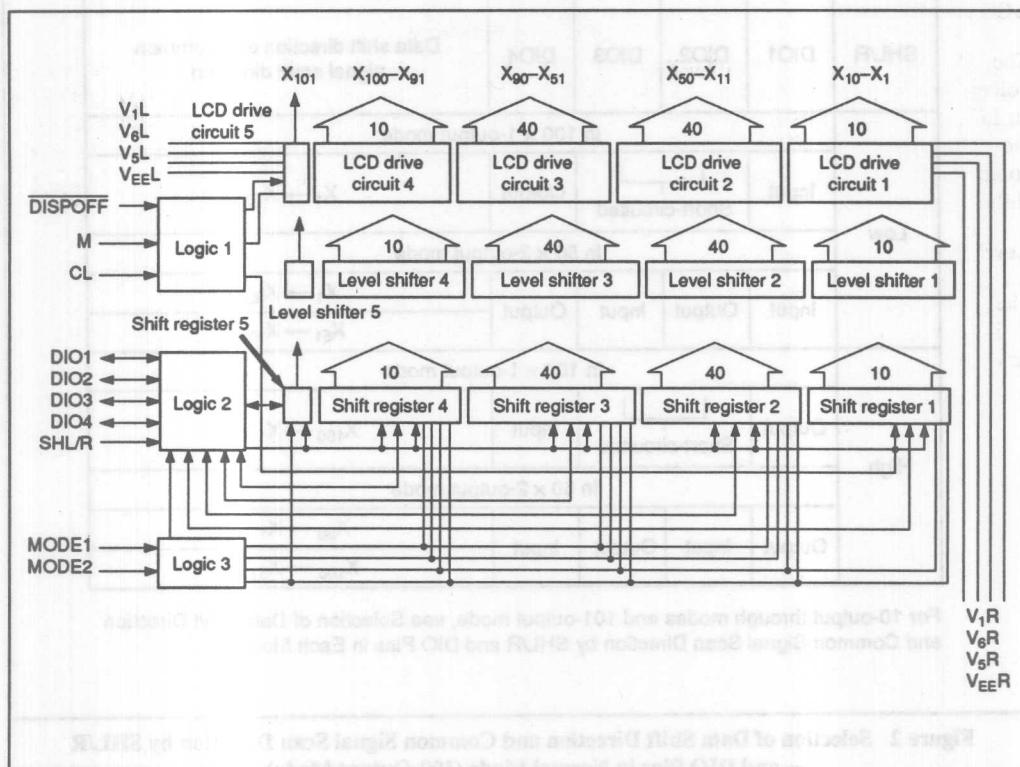 X101 X100–X91 X90–X51 X50–X11 X10–X1
V1L
V6L
V5L
VEEL
LCD drive circuit 5
10 40 40 10
LCD drive circuit 4 LCD drive circuit 3 LCD drive circuit 2 LCD drive circuit 1
DISPOFF
M
CL
Logic 1
10 40 40 10
Level shifter 4 Level shifter 3 Level shifter 2 Level shifter 1
Level shifter 5
Shift register 5
DIO1
DIO2
DIO3
DIO4
SHL/R
Logic 2
10 40 40 10
Shift register 4 Shift register 3 Shift register 2 Shift register 1
MODE1
MODE2
Logic 3
V1R
V6R
V5R
VEER